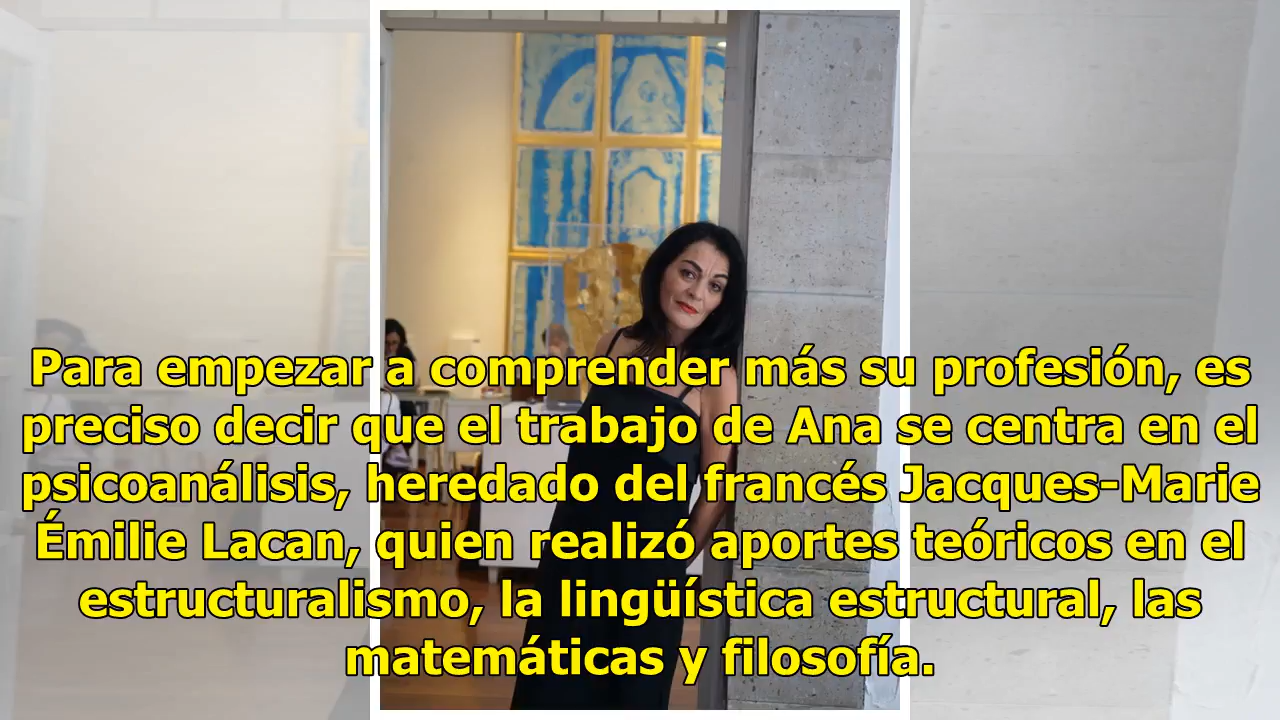 Para empezar a comprender más su profesión, es
preciso decir que el trabajo de Ana se centra en el
psicoanálisis, heredado del francés Jacques-Marie
Émilie Lacan, quien realizó aportes teóricos en el
estructuralismo, la lingüística estructural, las
matemáticas y filosofía.